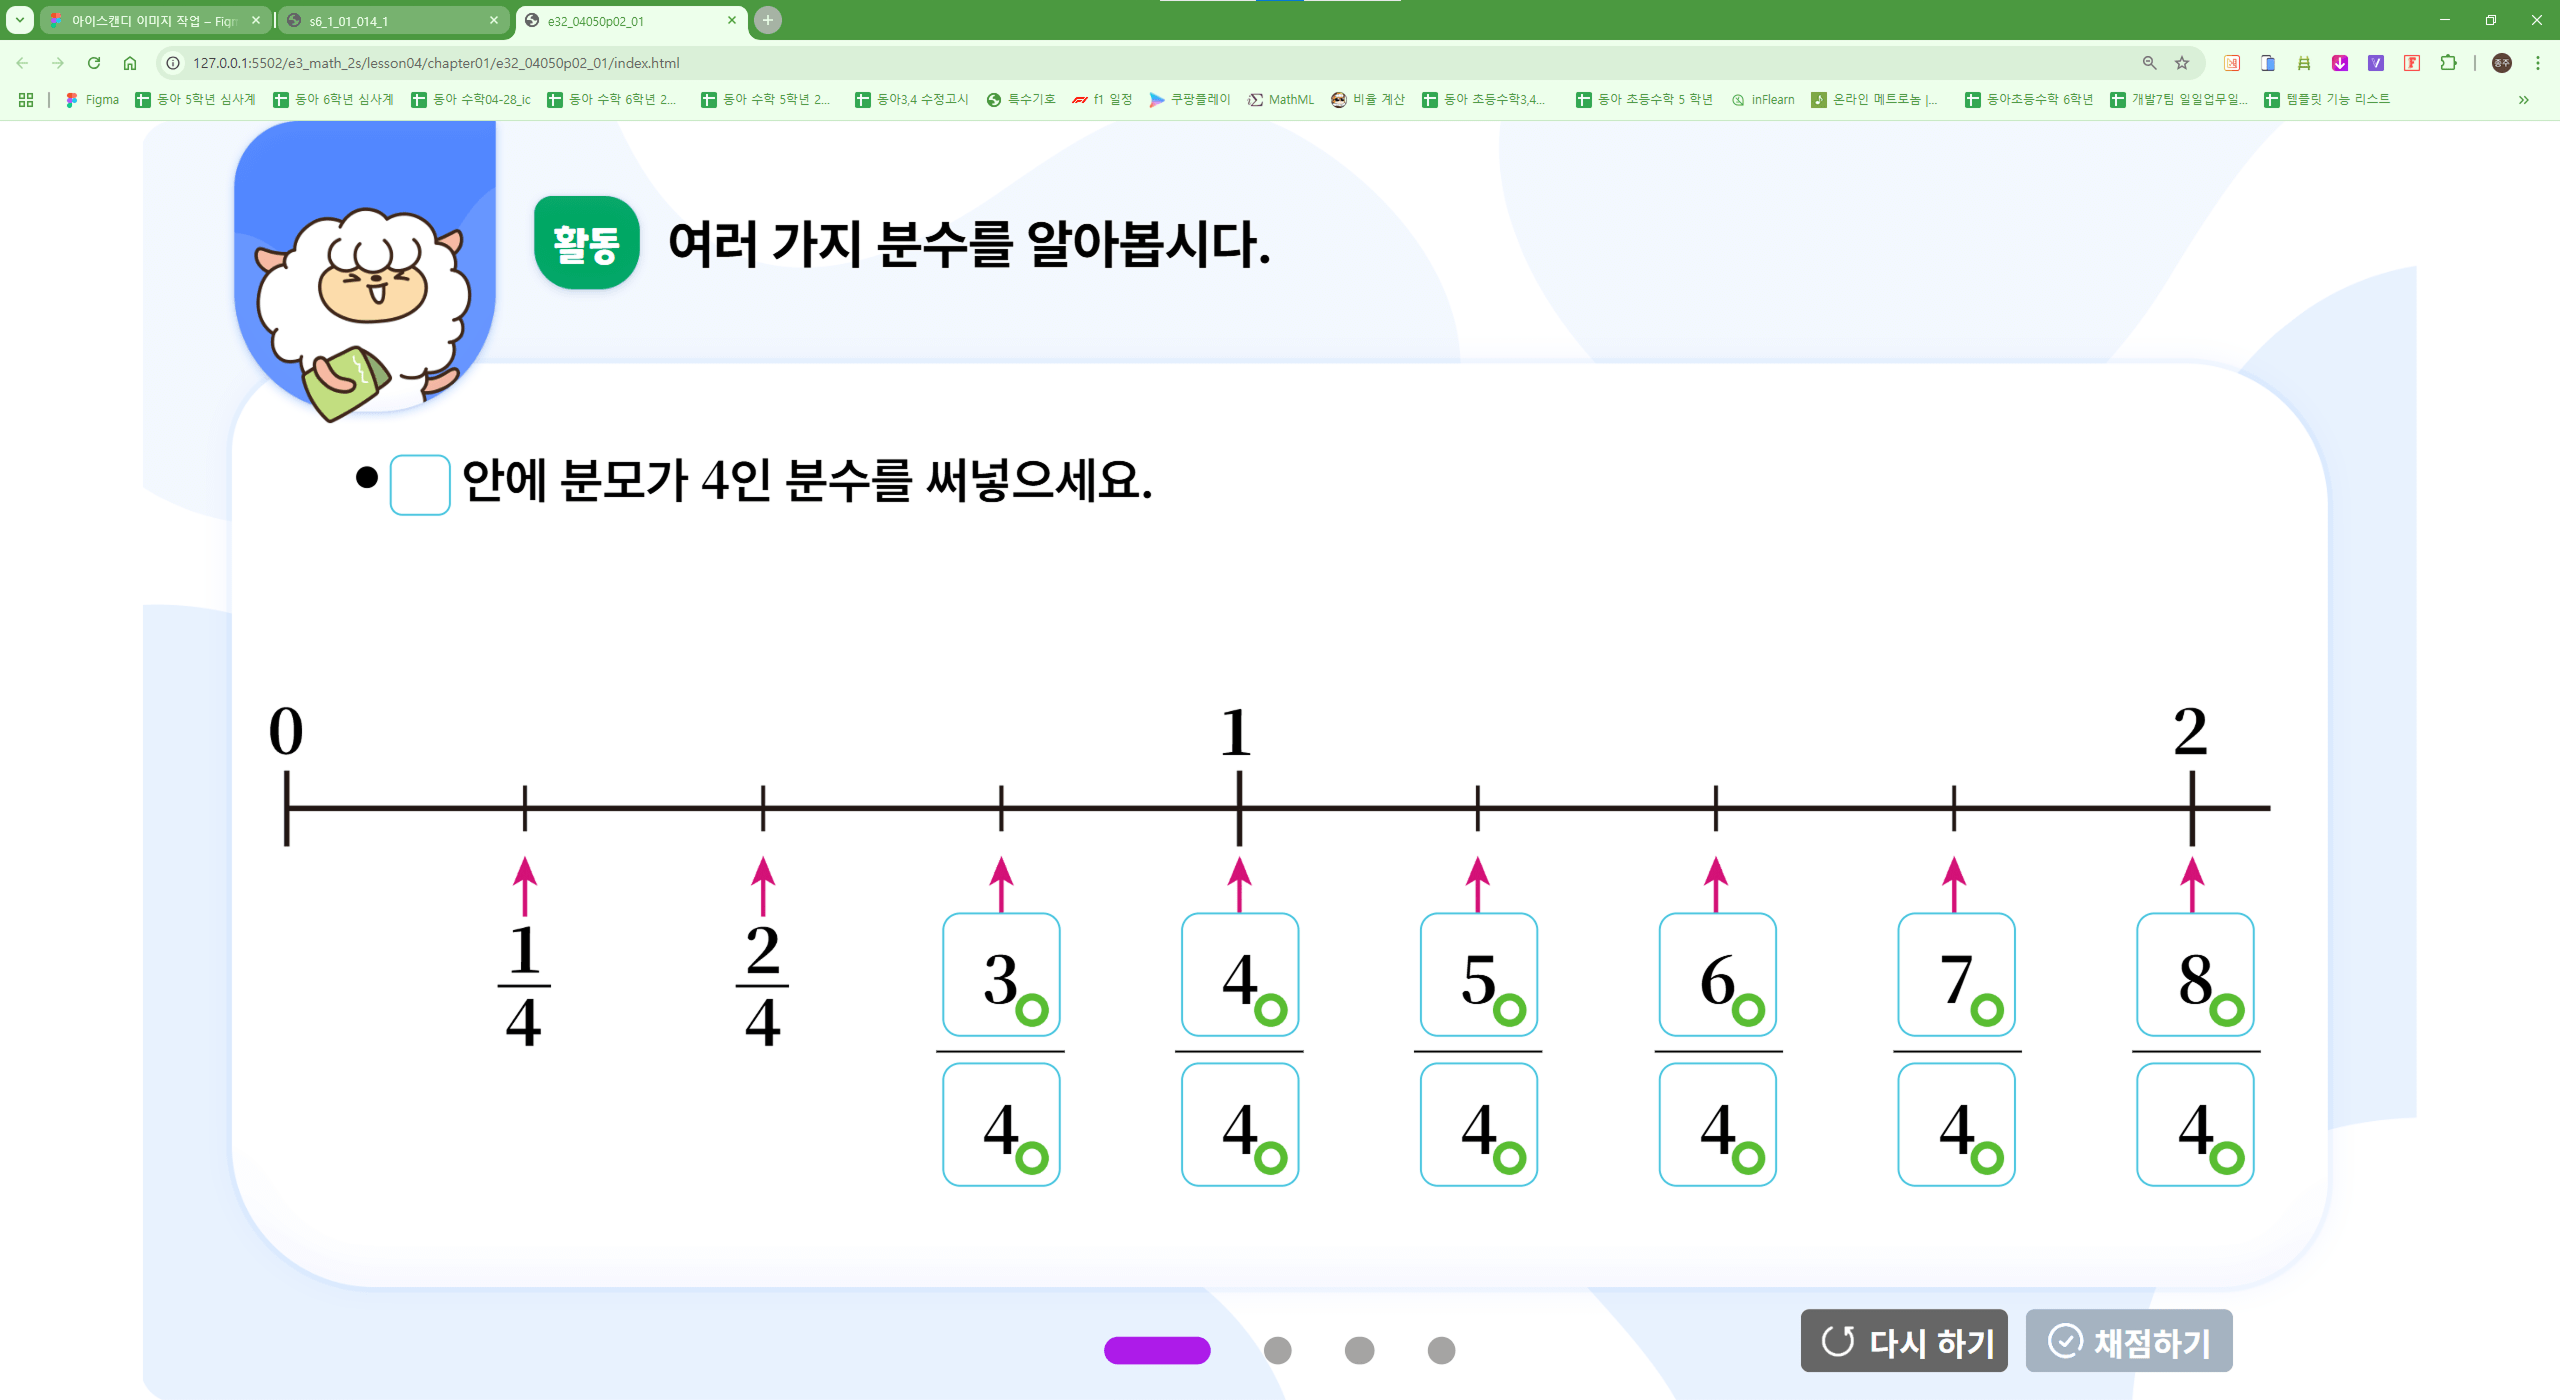 아이스캔디 이미지 작업 – Figm
s6_1_01_014_1
e32_04050p02_01
127.0.0.1:5502/e3_math_2s/lesson04/chapter01/e32_04050p02_01/index.html
종주
Figma
동아 5학년 심사계
동아 6학년 심사계
동아 수학04-28_ic
동아 수학 6학년 2...
동아 수학 5학년 2...
동아3,4 수정고시
특수기호
f1 일정
쿠팡플레이
MathML
비율 계산
동아 초등수학3,4...
동아 초등수학 5 학년
inFlearn
온라인 메트로놈 |...
동아초등수학 6학년
개발7팀 일일업무일...
템플릿 기능 리스트
활동 여러 가지 분수를 알아봅시다.
안에 분모가 4인 분수를 써넣으세요.
0 1 2
1 2 3 4 5 6 7 8
4 4 4 4 4 4 4 4
다시 하기 채점하기